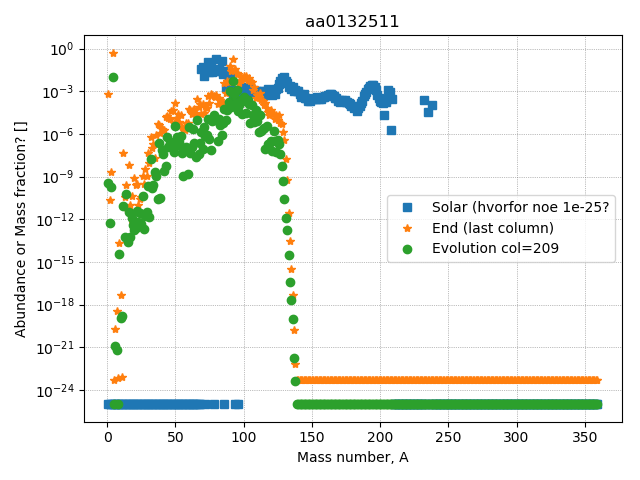 aa0132511
Abundance or Mass fraction? []
10⁰
10⁻³
10⁻⁶
10⁻⁹
10⁻¹²
10⁻¹⁵
10⁻¹⁸
10⁻²¹
10⁻²⁴
Solar (hvorfor noe 1e-25?
End (last column)
Evolution col=209
0 50 100 150 200 250 300 350
Mass number, A